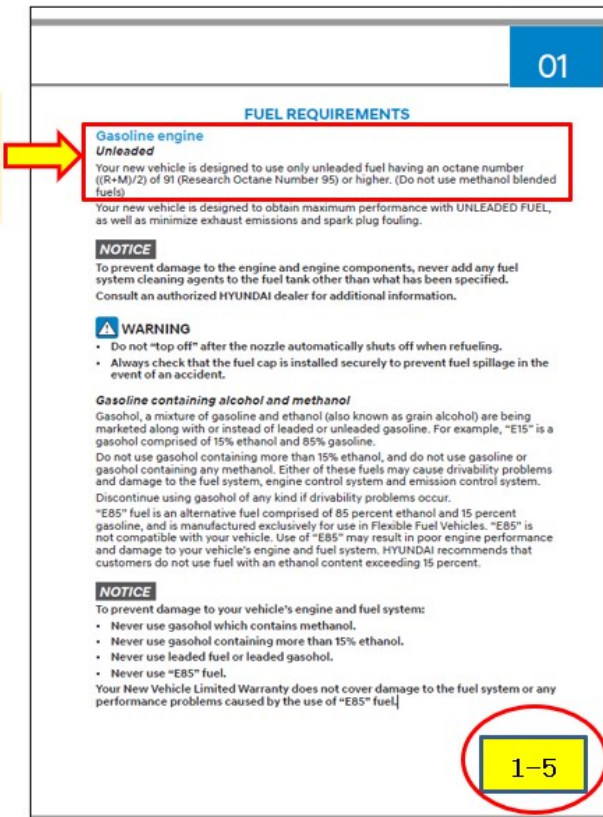 01
FUEL REQUIREMENTS
Gasoline engine
Unleaded
Your new vehicle is designed to use only unleaded fuel having an octane number
((R+M)/2) of 91 (Research Octane Number 95) or higher. (Do not use methanol blended
fuels)
Your new vehicle is designed to obtain maximum performance with UNLEADED FUEL,
as well as minimize exhaust emissions and spark plug fouling.
NOTICE
To prevent damage to the engine and engine components, never add any fuel
system cleaning agents to the fuel tank other than what has been specified.
Consult an authorized HYUNDAI dealer for additional information.
WARNING
• Do not "top off" after the nozzle automatically shuts off when refueling.
• Always check that the fuel cap is installed securely to prevent fuel spillage in the
event of an accident.
Gasoline containing alcohol and methanol
Gasohol, a mixture of gasoline and ethanol (also known as grain alcohol) are being
marketed along with or instead of leaded or unleaded gasoline. For example, "E15" is a
gasohol comprised of 15% ethanol and 85% gasoline.
Do not use gasohol containing more than 15% ethanol, and do not use gasoline or
gasohol containing any methanol. Either of these fuels may cause drivability problems
and damage to the fuel system, engine control system and emission control system.
Discontinue using gasohol of any kind if drivability problems occur.
"E85" fuel is an alternative fuel comprised of 85 percent ethanol and 15 percent
gasoline, and is manufactured exclusively for use in Flexible Fuel Vehicles. "E85" is
not compatible with your vehicle. Use of "E85" may result in poor engine performance
and damage to your vehicle's engine and fuel system. HYUNDAI recommends that
customers do not use fuel with an ethanol content exceeding 15 percent.
NOTICE
To prevent damage to your vehicle's engine and fuel system:
• Never use gasohol which contains methanol.
• Never use gasohol containing more than 15% ethanol.
• Never use leaded fuel or leaded gasohol.
• Never use "E85" fuel.
Your New Vehicle Limited Warranty does not cover damage to the fuel system or any
performance problems caused by the use of "E85" fuel.
1-5